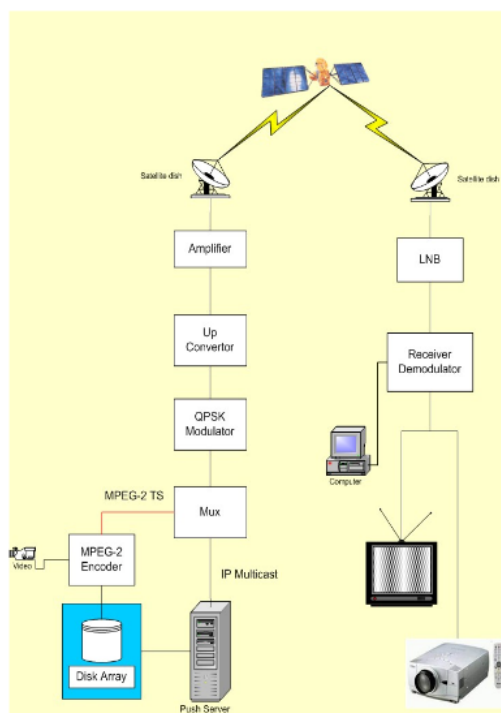 Satellite dish
Satellite dish
Amplifier
LNB
Up
Convertor
Receiver
Demodulator
QPSK
Modulator
Computer
MPEG-2 TS
Mux
Video
MPEG-2
Encoder
IP Multicast
Disk Array
Push Server